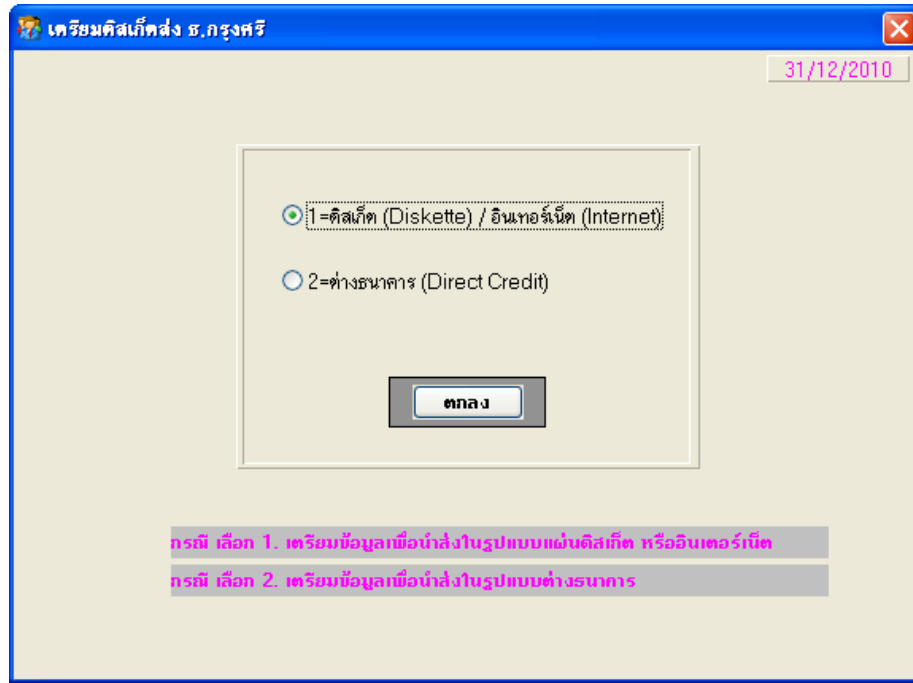 เตรียมดิสเก็ตส่ง ธ.กรุงศรี
31/12/2010
1=ดิสเก็ต (Diskette) / อินเทอร์เน็ต (Internet)
2=ต่างธนาคาร (Direct Credit)
ตกลง
กรณี เลือก 1. เตรียมข้อมูลเพื่อนำส่งในรูปแบบแผ่นดิสเก็ต หรืออินเตอร์เน็ต
กรณี เลือก 2. เตรียมข้อมูลเพื่อนำส่งในรูปแบบต่างธนาคาร